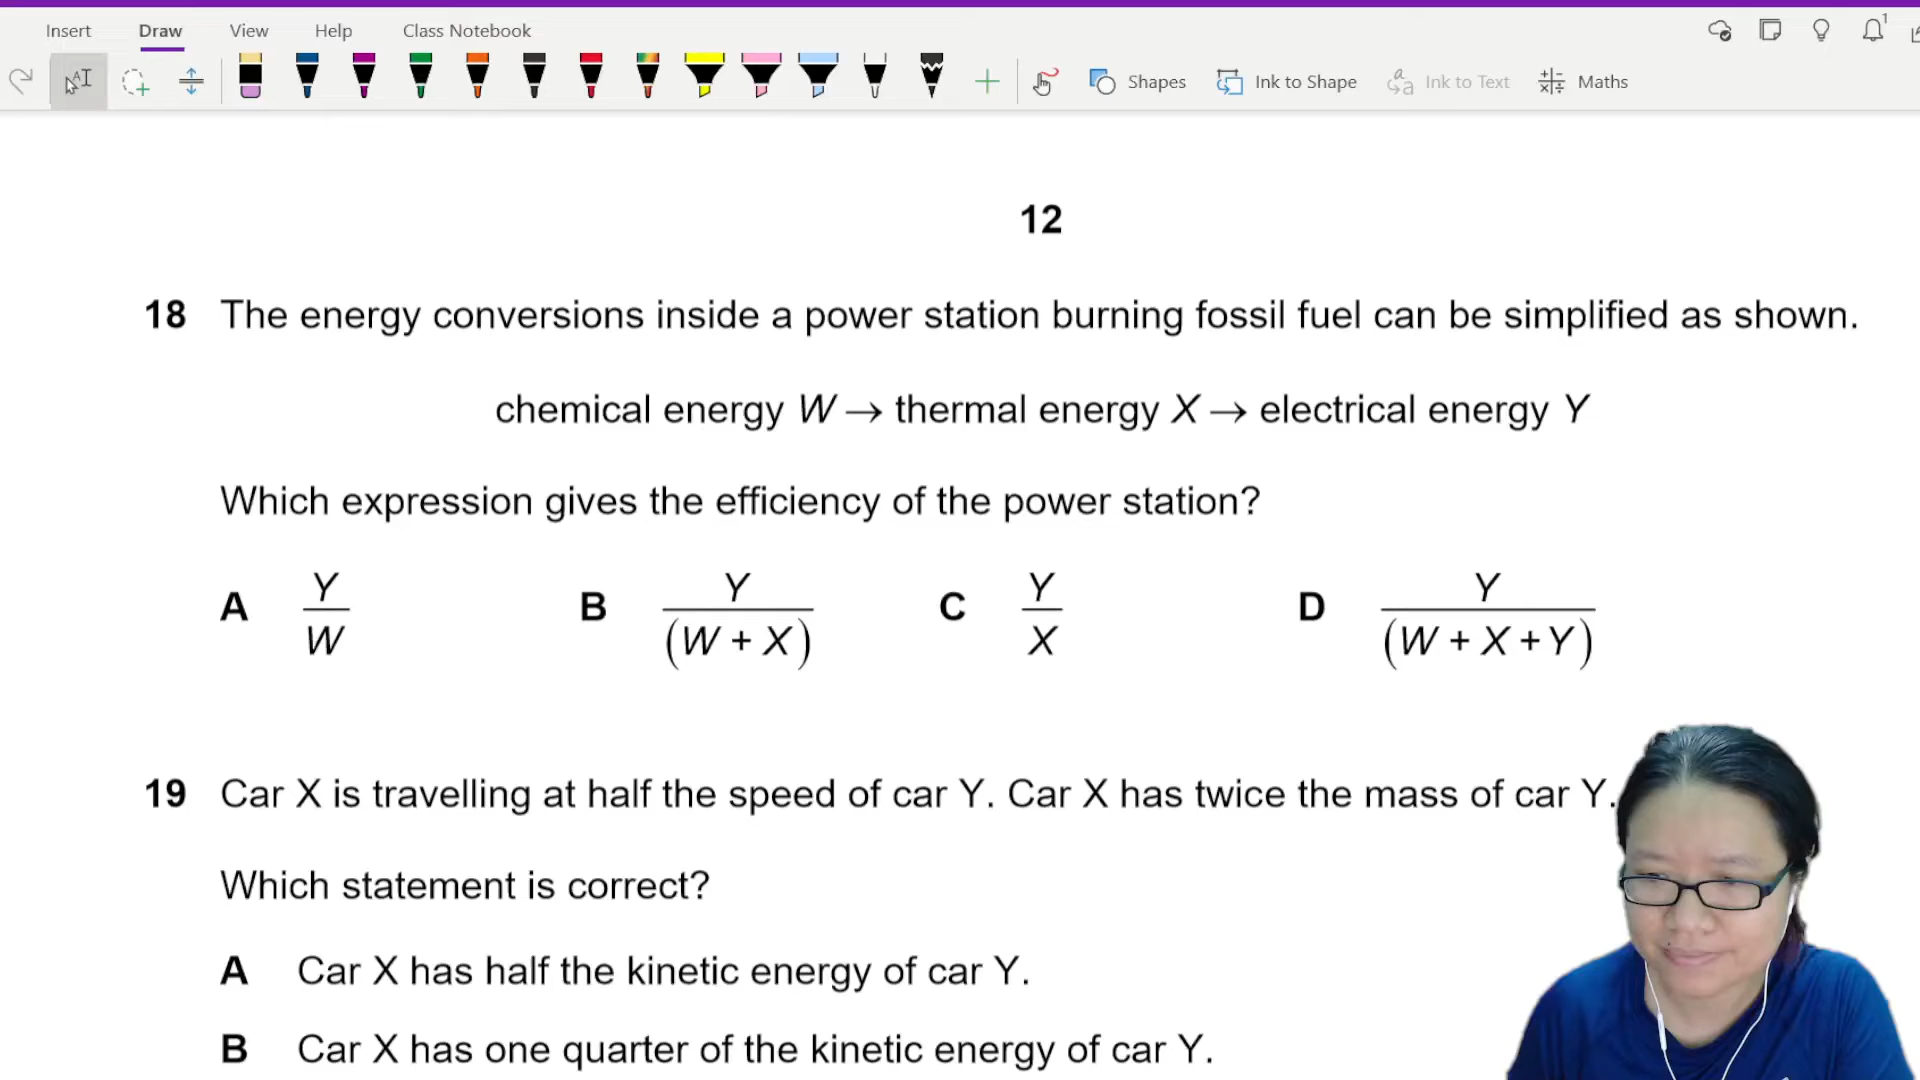 Insert Draw View Help Class Notebook 1
Shapes Ink to Shape Ink to Text Maths
12
18 The energy conversions inside a power station burning fossil fuel can be simplified as shown.
chemical energy W → thermal energy X → electrical energy Y
Which expression gives the efficiency of the power station?
A Y/W B Y/(W + X) C Y/X D Y/(W + X + Y)
19 Car X is travelling at half the speed of car Y. Car X has twice the mass of car Y.
Which statement is correct?
A Car X has half the kinetic energy of car Y.
B Car X has one quarter of the kinetic energy of car Y.